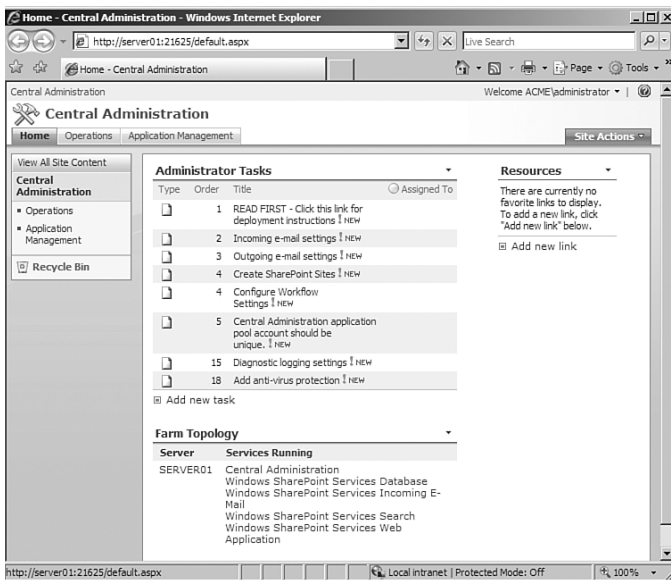 Home - Central Administration - Windows Internet Explorer
http://server01:21625/default.aspx
Live Search
Home - Central Administration
Page
Tools
Central Administration
Welcome ACME\administrator
Central Administration
Home
Operations
Application Management
Site Actions
View All Site Content
Central
Administration
Operations
Application
Management
Recycle Bin
Administrator Tasks
Type Order Title Assigned To
1 READ FIRST - Click this link for
deployment instructions ! NEW
2 Incoming e-mail settings ! NEW
3 Outgoing e-mail settings ! NEW
4 Create SharePoint Sites ! NEW
4 Configure Workflow
Settings ! NEW
5 Central Administration application
pool account should be
unique. ! NEW
15 Diagnostic logging settings ! NEW
18 Add anti-virus protection ! NEW
Add new task
Farm Topology
Server Services Running
SERVER01 Central Administration
Windows SharePoint Services Database
Windows SharePoint Services Incoming E-
Mail
Windows SharePoint Services Search
Windows SharePoint Services Web
Application
Resources
There are currently no
favorite links to display.
To add a new link, click
"Add new link" below.
Add new link
http://server01:21625/default.aspx
Local intranet | Protected Mode: Off
100%